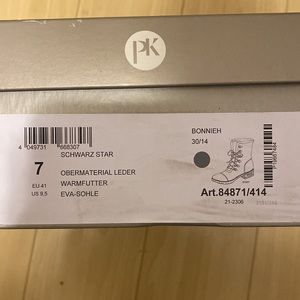 PK
4 049731 668307
7
EU 41
US 9,5
SCHWARZ STAR
OBERMATERIAL LEDER
WARMFUTTER
EVA-SOHLE
BONNIEH
30/14
Art.84871/414
21-2306